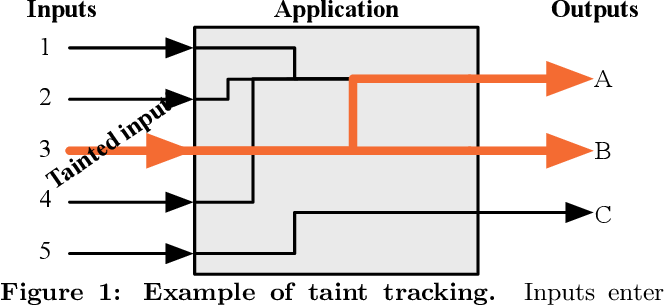 Inputs Application Outputs
1
A
2
Tainted input
3
B
4
C
5
Figure 1: Example of taint tracking. Inputs enter